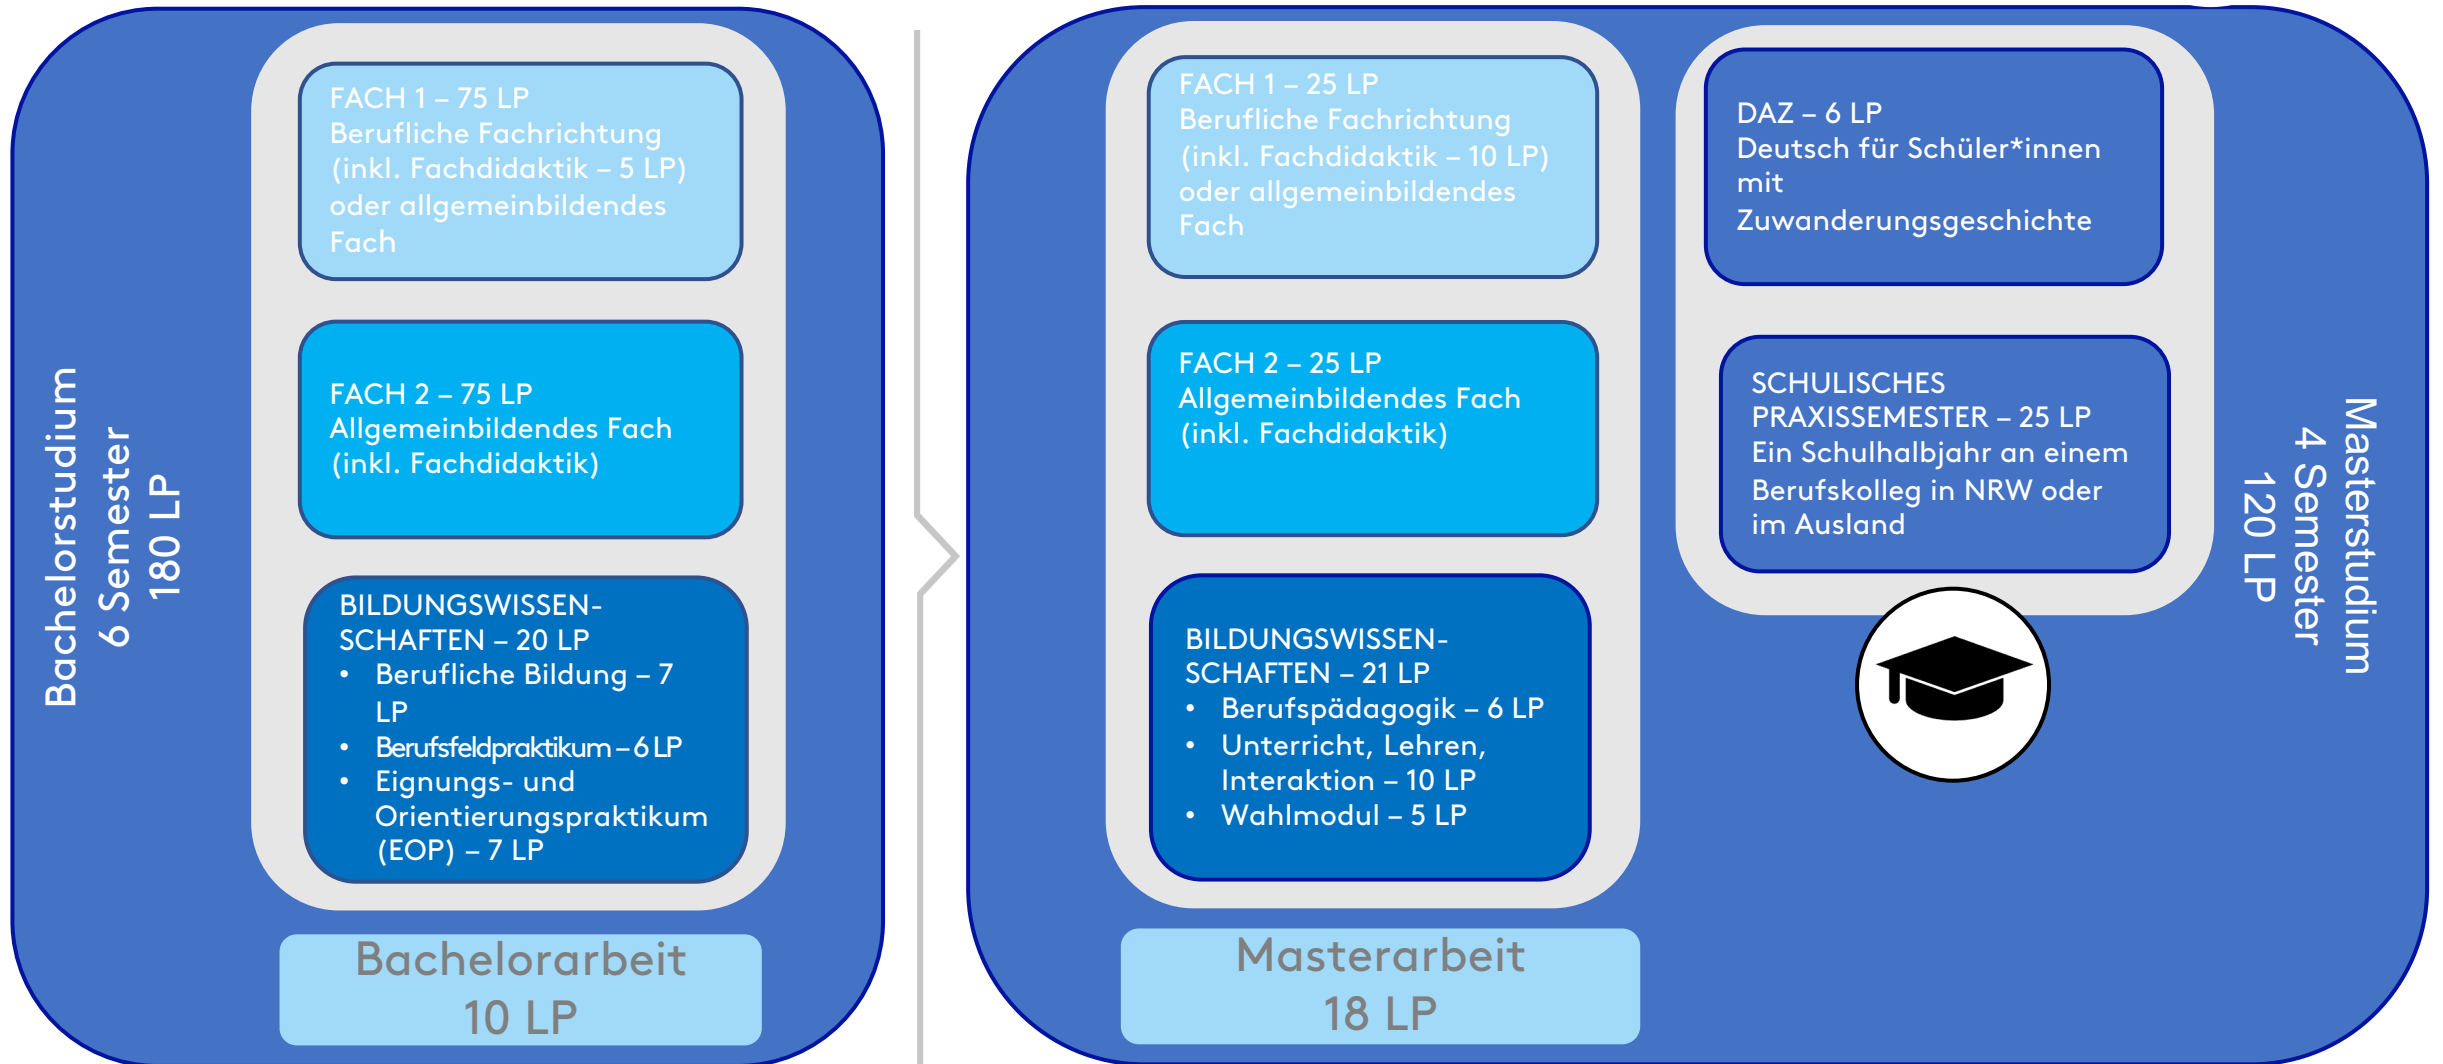 Bachelorstudium
6 Semester
180 LP
FACH 1 – 75 LP
Berufliche Fachrichtung
(inkl. Fachdidaktik – 5 LP)
oder allgemeinbildendes
Fach
FACH 2 – 75 LP
Allgemeinbildendes Fach
(inkl. Fachdidaktik)
BILDUNGSWISSEN-
SCHAFTEN – 20 LP
• Berufliche Bildung – 7
LP
• Berufsfeldpraktikum – 6 LP
• Eignungs- und
Orientierungspraktikum
(EOP) – 7 LP
Bachelorarbeit
10 LP
FACH 1 – 25 LP
Berufliche Fachrichtung
(inkl. Fachdidaktik – 10 LP)
oder allgemeinbildendes
Fach
FACH 2 – 25 LP
Allgemeinbildendes Fach
(inkl. Fachdidaktik)
BILDUNGSWISSEN-
SCHAFTEN – 21 LP
• Berufspädagogik – 6 LP
• Unterricht, Lehren,
Interaktion – 10 LP
• Wahlmodul – 5 LP
Masterarbeit
18 LP
DAZ – 6 LP
Deutsch für Schüler*innen
mit
Zuwanderungsgeschichte
SCHULISCHES
PRAXISSEMESTER – 25 LP
Ein Schulhalbjahr an einem
Berufskolleg in NRW oder
im Ausland
Masterstudium
4 Semester
120 LP